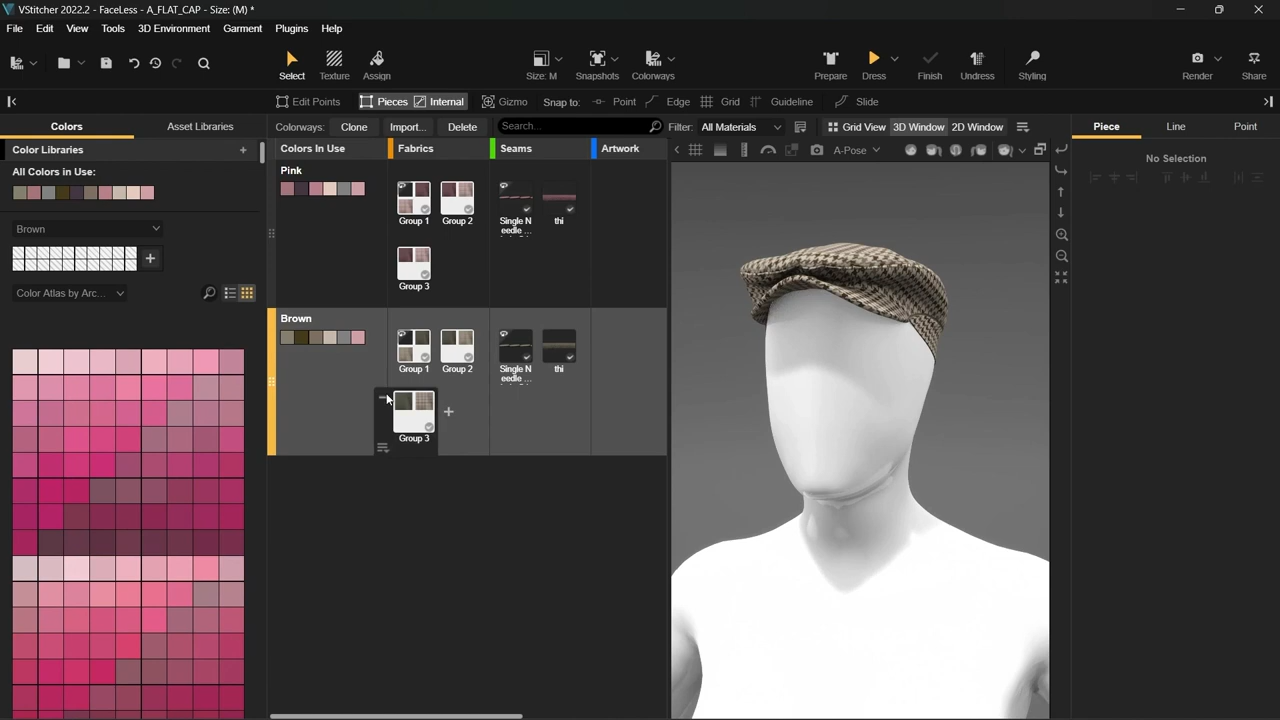 VStitcher 2022.2 - FaceLess - A_FLAT_CAP - Size: (M) *
File Edit View Tools 3D Environment Garment Plugins Help
Select Texture Assign Size: M Snapshots Colorways Prepare Dress Finish Undress Styling Render Share
Edit Points Pieces Internal Gizmo Snap to: Point Edge Grid Guideline Slide
Colors Asset Libraries Colorways: Clone Import... Delete Search... Filter: All Materials Grid View 3D Window 2D Window Piece Line Point
Color Libraries + Colors In Use Fabrics Seams Artwork A-Pose
No Selection
All Colors in Use:
Pink
Group 1 Group 2 Single N thi
eedle ...
Brown
Group 3
Color Atlas by Arc...
Brown
Group 1 Group 2 Single N thi
eedle ...
Group 3